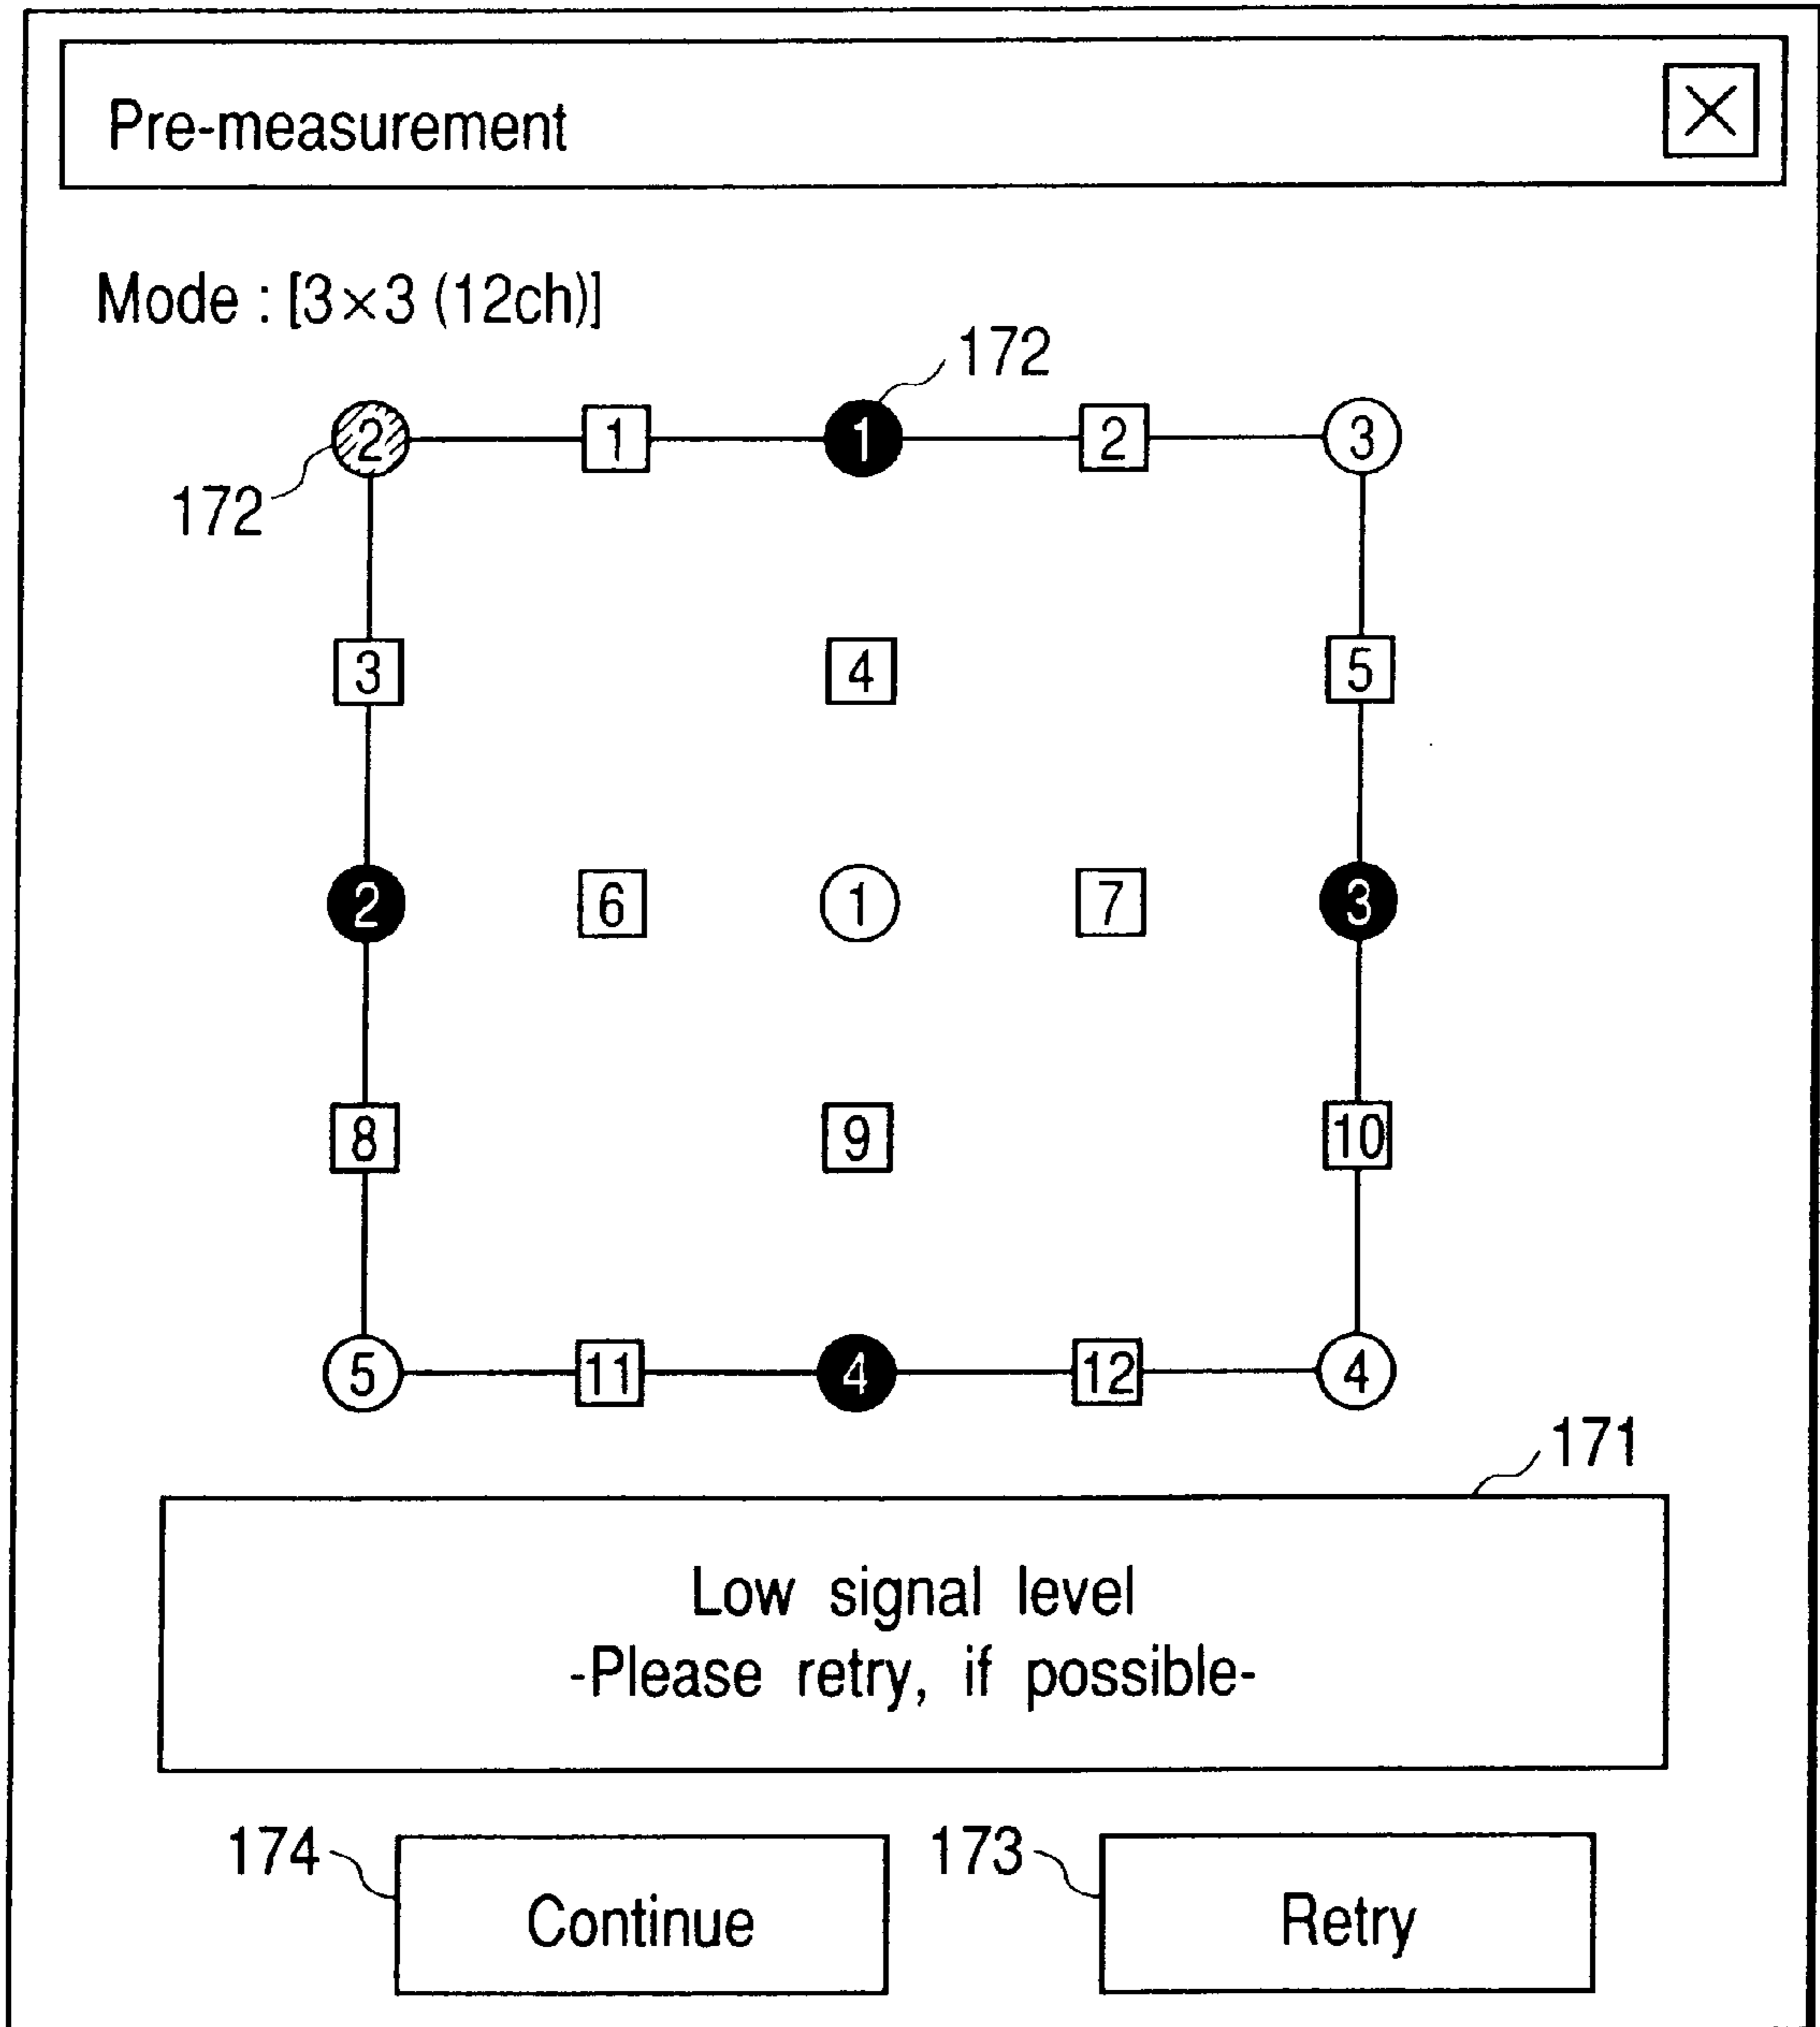 Pre-measurement
Mode : [3×3 (12ch)]
172
2 1 1 2 3
172
3 4 5
2 6 1 7 3
8 9 10
5 11 4 12 4
171
Low signal level
-Please retry, if possible-
174 173
Continue Retry